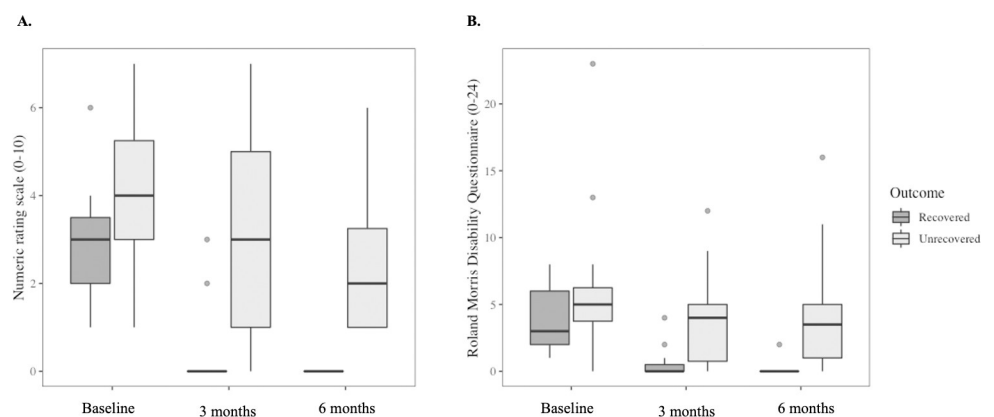 A.
B.
Numeric rating scale (0-10)
6
4
2
0
Baseline
3 months
6 months
Roland Morris Disability Questionnaire (0-24)
20
15
10
5
0
Baseline
3 months
6 months
Outcome
Recovered
Unrecovered